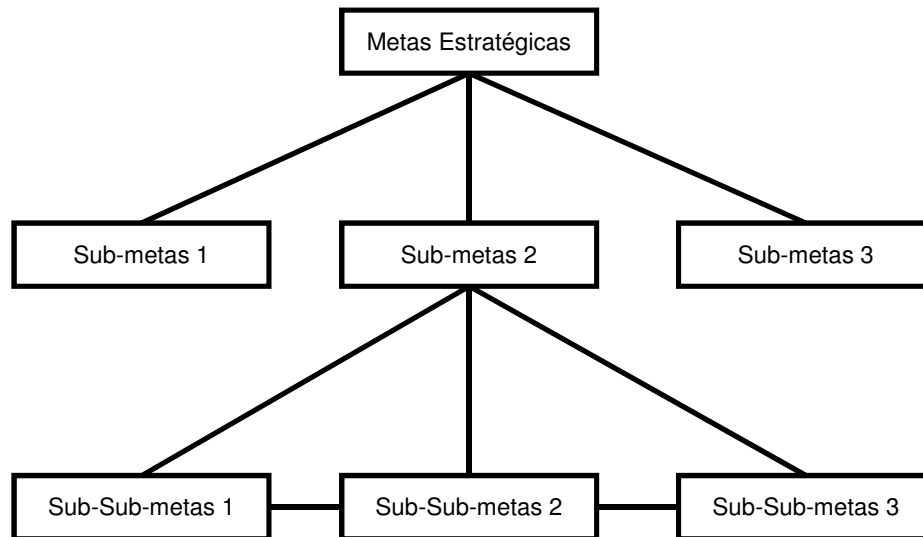 Metas Estratégicas
Sub-metas 1
Sub-metas 2
Sub-metas 3
Sub-Sub-metas 1
Sub-Sub-metas 2
Sub-Sub-metas 3